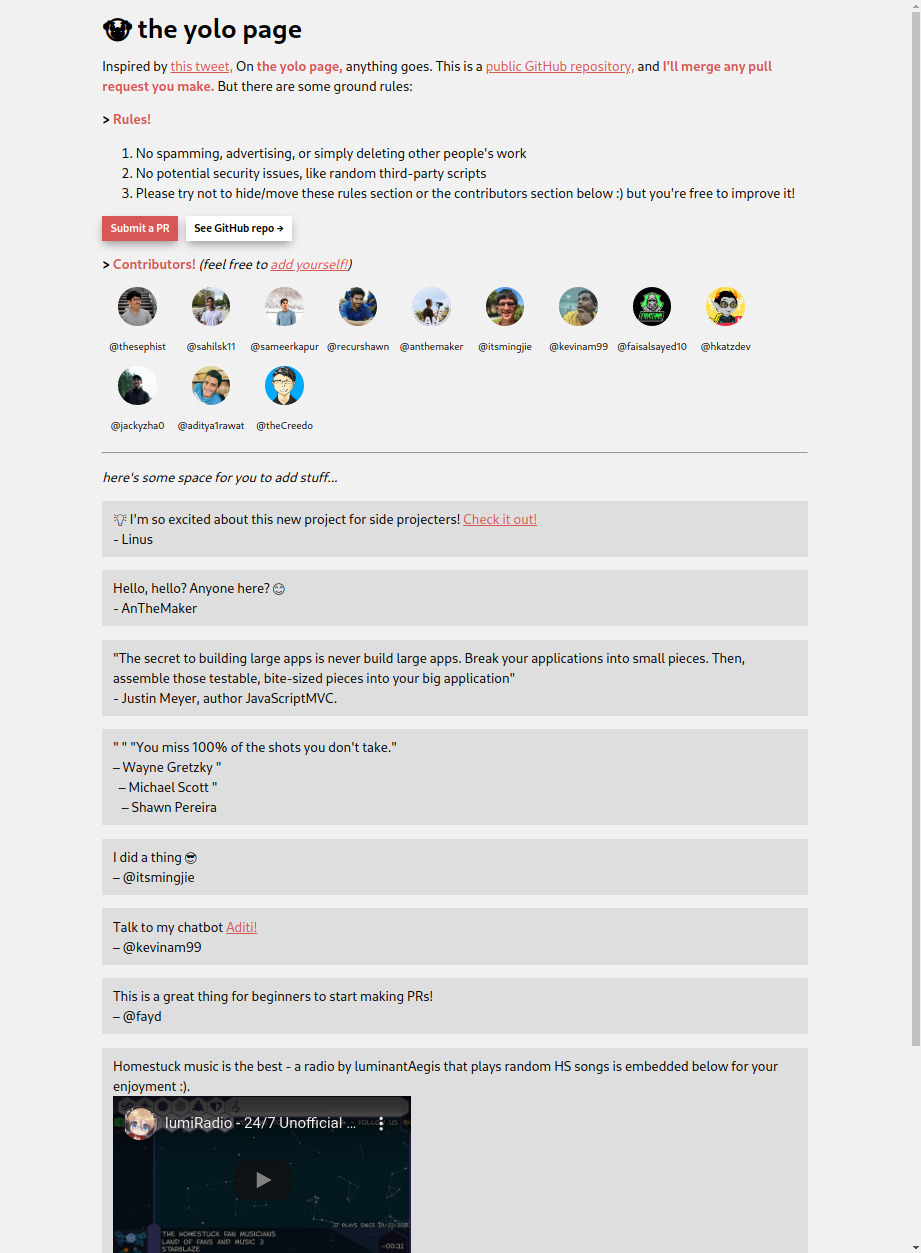 the yolo page
Inspired by this tweet, On the yolo page, anything goes. This is a public GitHub repository, and I'll merge any pull
request you make. But there are some ground rules:
> Rules!
1. No spamming, advertising, or simply deleting other people's work
2. No potential security issues, like random third-party scripts
3. Please try not to hide/move these rules section or the contributors section below :) but you're free to improve it!
Submit a PR See GitHub repo →
> Contributors! (feel free to add yourself!)
@thesephist @sahilsk11 @sameerkapur @recurshawn @anthemaker @itsmingjie @kevinam99 @faisalsayed10 @hkatzdev
@jackyzha0 @aditya1rawat @theCreedo
here's some space for you to add stuff...
💡 I'm so excited about this new project for side projecters! Check it out!
- Linus
Hello, hello? Anyone here? 😊
- AnTheMaker
"The secret to building large apps is never build large apps. Break your applications into small pieces. Then,
assemble those testable, bite-sized pieces into your big application"
- Justin Meyer, author JavaScriptMVC.
" " "You miss 100% of the shots you don't take."
– Wayne Gretzky "
– Michael Scott "
– Shawn Pereira
I did a thing 😎
– @itsmingjie
Talk to my chatbot Aditi!
– @kevinam99
This is a great thing for beginners to start making PRs!
– @fayd
Homestuck music is the best - a radio by luminantAegis that plays random HS songs is embedded below for your
enjoyment :).
lumiRadio - 24/7 Unofficial ...
FOLLOW US
PLAYS SINCE
THE HOMESTUCK FAN MUSICIANS
LAND OF FANS AND MUSIC 3
STARBLAZE
-00:31